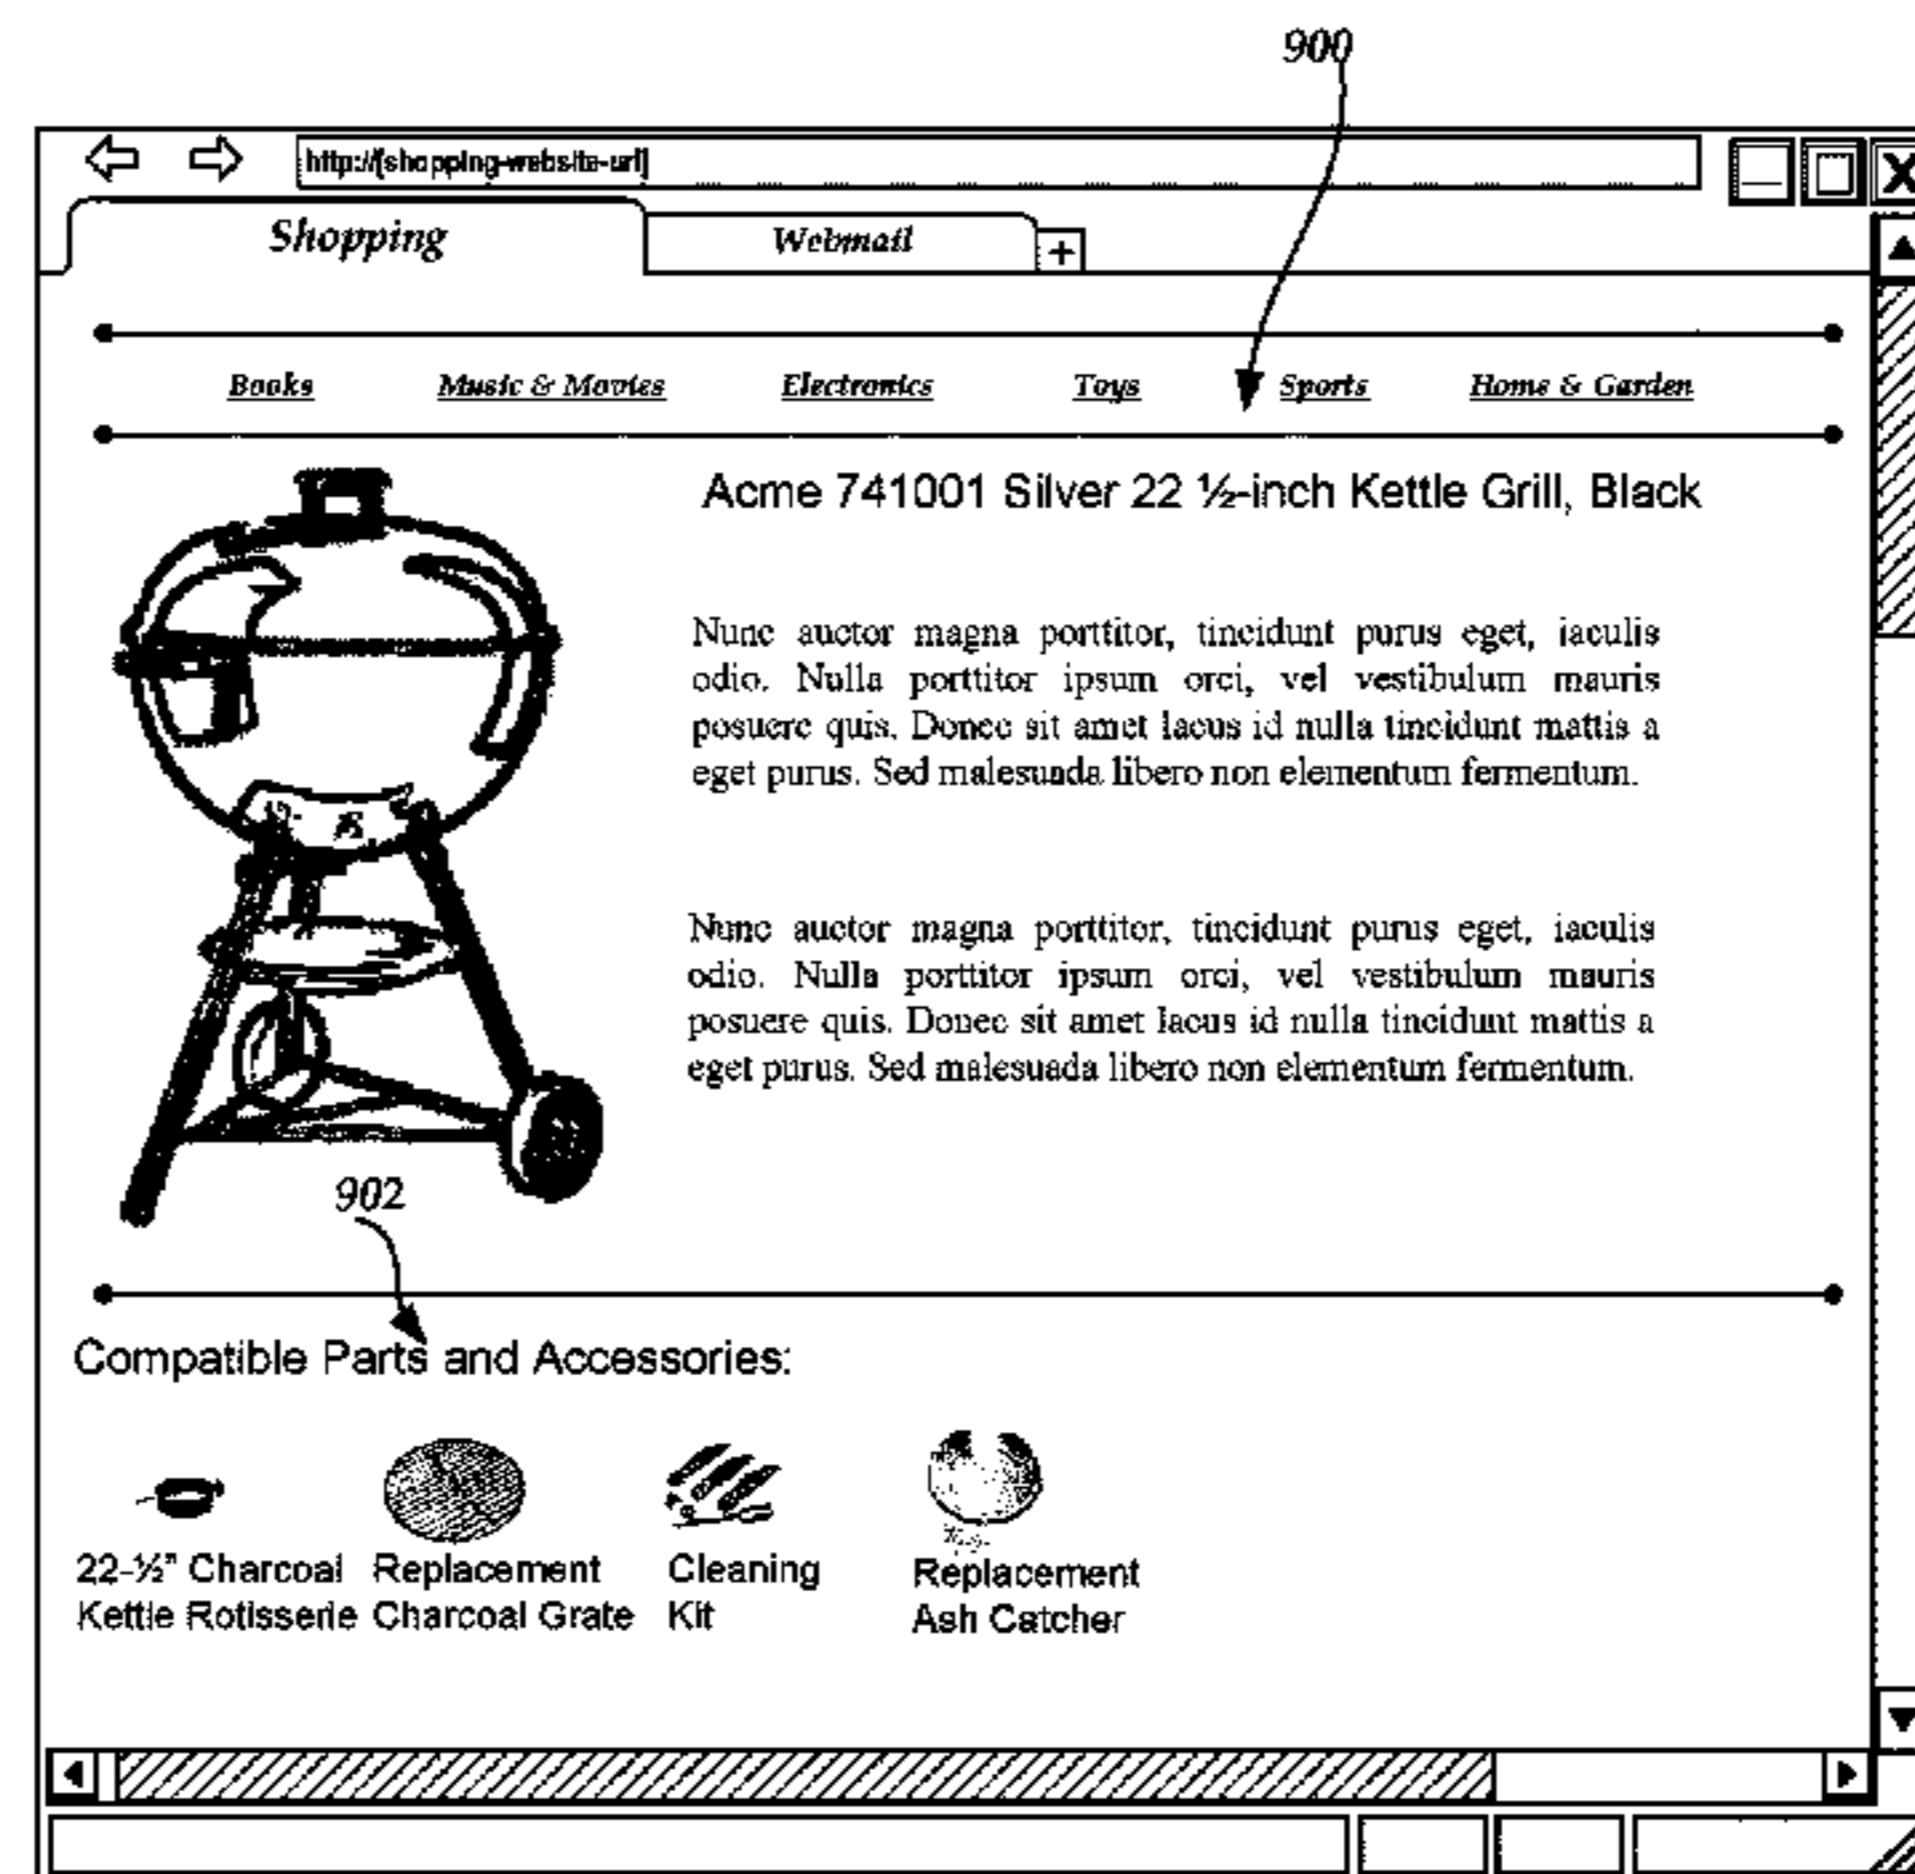 900
http://[shopping-website-url]
Shopping Webmail +
Books Music & Movies Electronics Toys Sports Home & Garden
Acme 741001 Silver 22 ½-inch Kettle Grill, Black
Nunc auctor magna porttitor, tincidunt purus eget, iaculis
odio. Nulla porttitor ipsum orci, vel vestibulum mauris
posuere quis. Donec sit amet lacus id nulla tincidunt mattis a
eget purus. Sed malesuada libero non elementum fermentum.
Nunc auctor magna porttitor, tincidunt purus eget, iaculis
odio. Nulla porttitor ipsum orci, vel vestibulum mauris
posuere quis. Donec sit amet lacus id nulla tincidunt mattis a
eget purus. Sed malesuada libero non elementum fermentum.
902
Compatible Parts and Accessories:
22-½" Charcoal
Kettle Rotisserie
Replacement
Charcoal Grate
Cleaning
Kit
Replacement
Ash Catcher